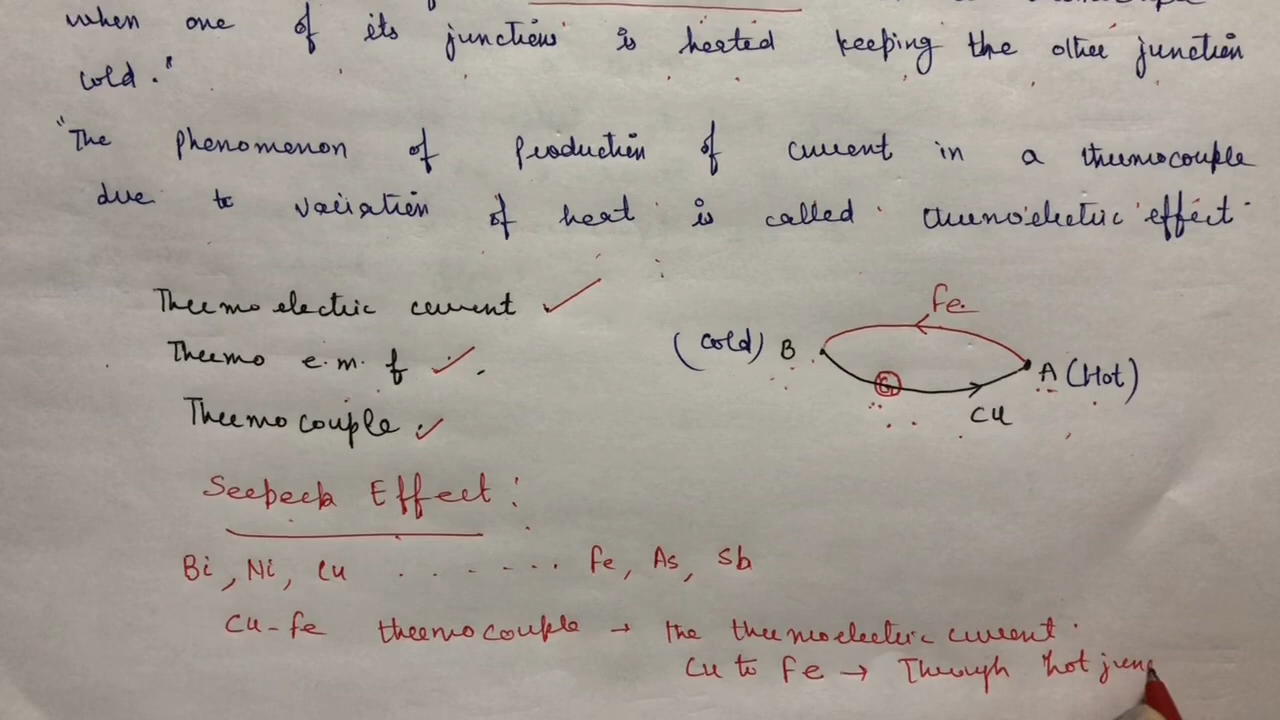 when one of its junctions is heated keeping the other junction
cold."
"The phenomenon of production of current in a thermocouple
due to variation of heat is called thermoelectric effect
Thermo electric current
Thermo e.m.f
Thermo couple
(cold) B
Fe
G
A (Hot)
Cu
Seebeck Effect:
Bi, Ni, Cu ....... Fe, As, Sb
Cu-Fe thermo couple → the thermoelectric current.
Cu to Fe → Through hot junc